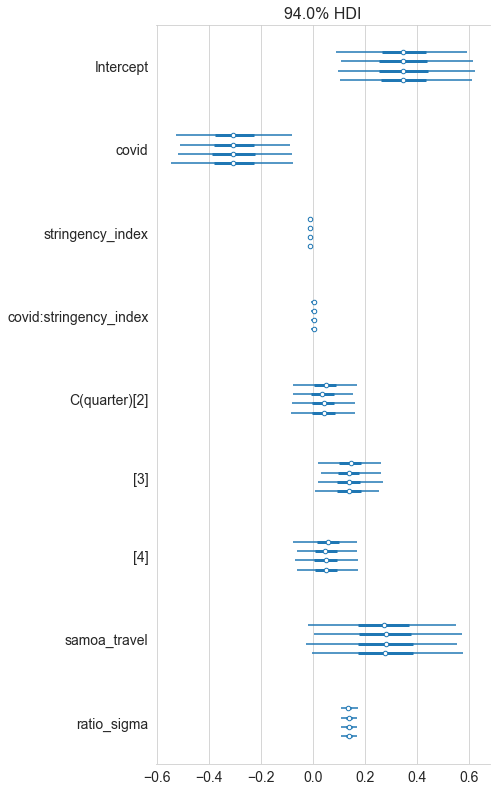 94.0% HDI
Intercept
covid
stringency_index
covid:stringency_index
C(quarter)[2]
[3]
[4]
samoa_travel
ratio_sigma
−0.6 −0.4 −0.2 0.0 0.2 0.4 0.6